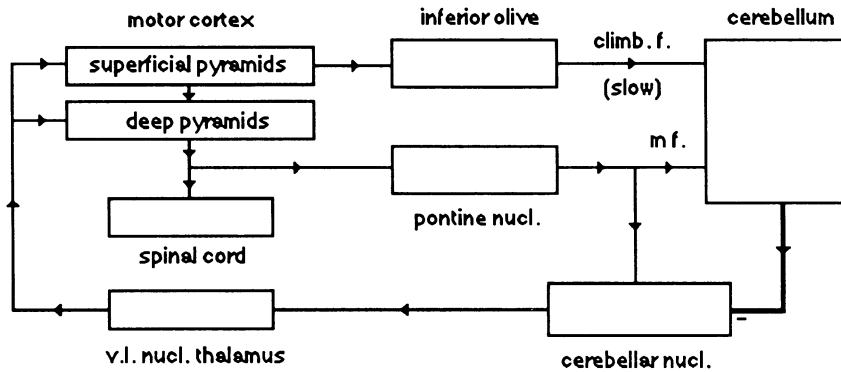 motor cortex
inferior olive
cerebellum
superficial pyramids
climb. f.
(slow)
deep pyramids
m f.
pontine nucl.
spinal cord
-
v.l. nucl. thalamus
cerebellar nucl.